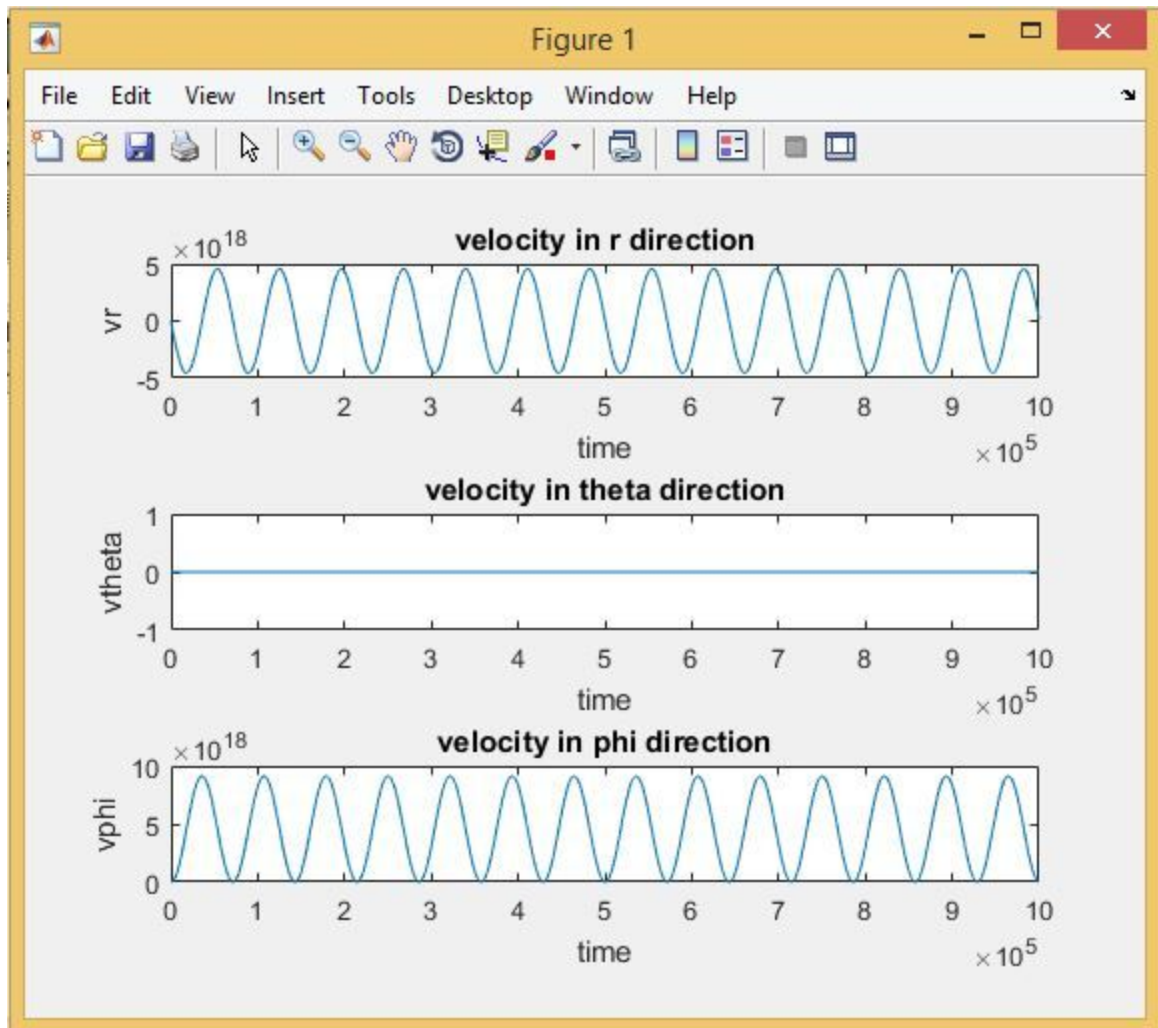 Figure 1
File Edit View Insert Tools Desktop Window Help
×10^18
velocity in r direction
vr
5
0
-5
0 1 2 3 4 5 6 7 8 9 10
time
×10^5
velocity in theta direction
vtheta
1
0
-1
0 1 2 3 4 5 6 7 8 9 10
time
×10^5
×10^18
velocity in phi direction
vphi
10
5
0
0 1 2 3 4 5 6 7 8 9 10
time
×10^5